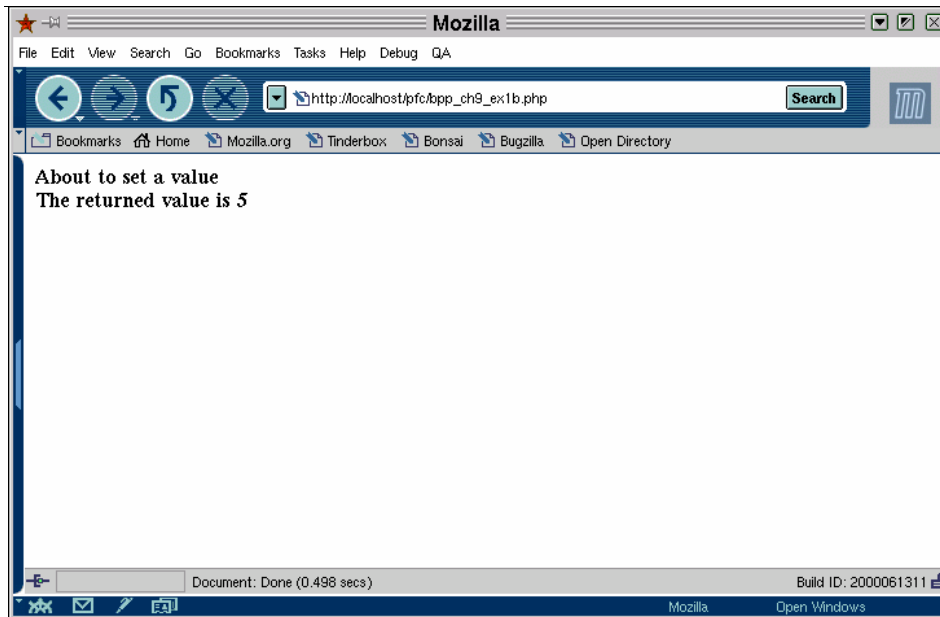 Mozilla
File Edit View Search Go Bookmarks Tasks Help Debug QA
http://localhost/pfc/bpp_ch9_ex1b.php Search
Bookmarks Home Mozilla.org Tinderbox Bonsai Bugzilla Open Directory
About to set a value
The returned value is 5
Document: Done (0.498 secs) Build ID: 2000061311
Mozilla Open Windows